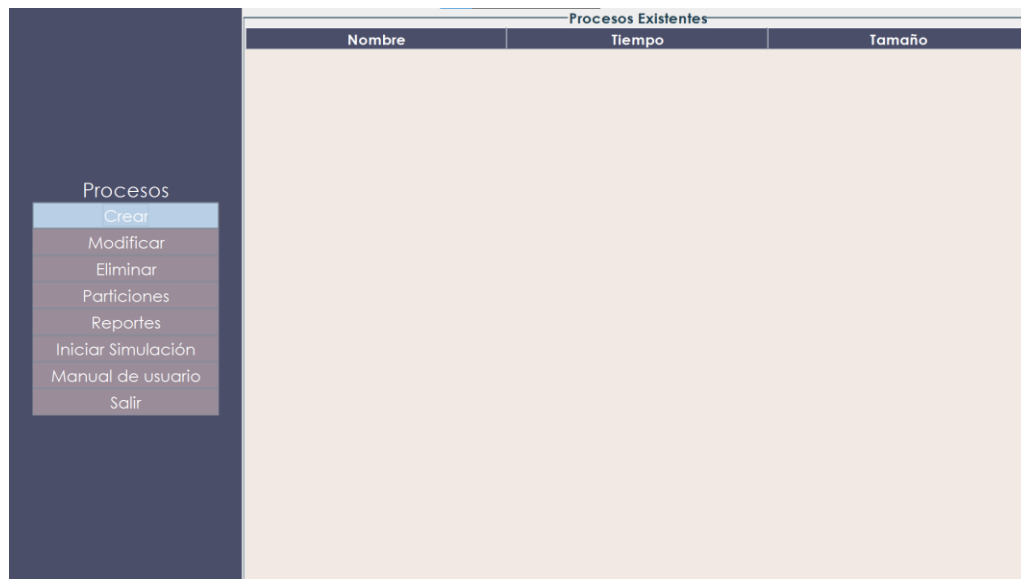 Procesos Existentes
Nombre Tiempo Tamaño
Procesos
Crear
Modificar
Eliminar
Particiones
Reportes
Iniciar Simulación
Manual de usuario
Salir